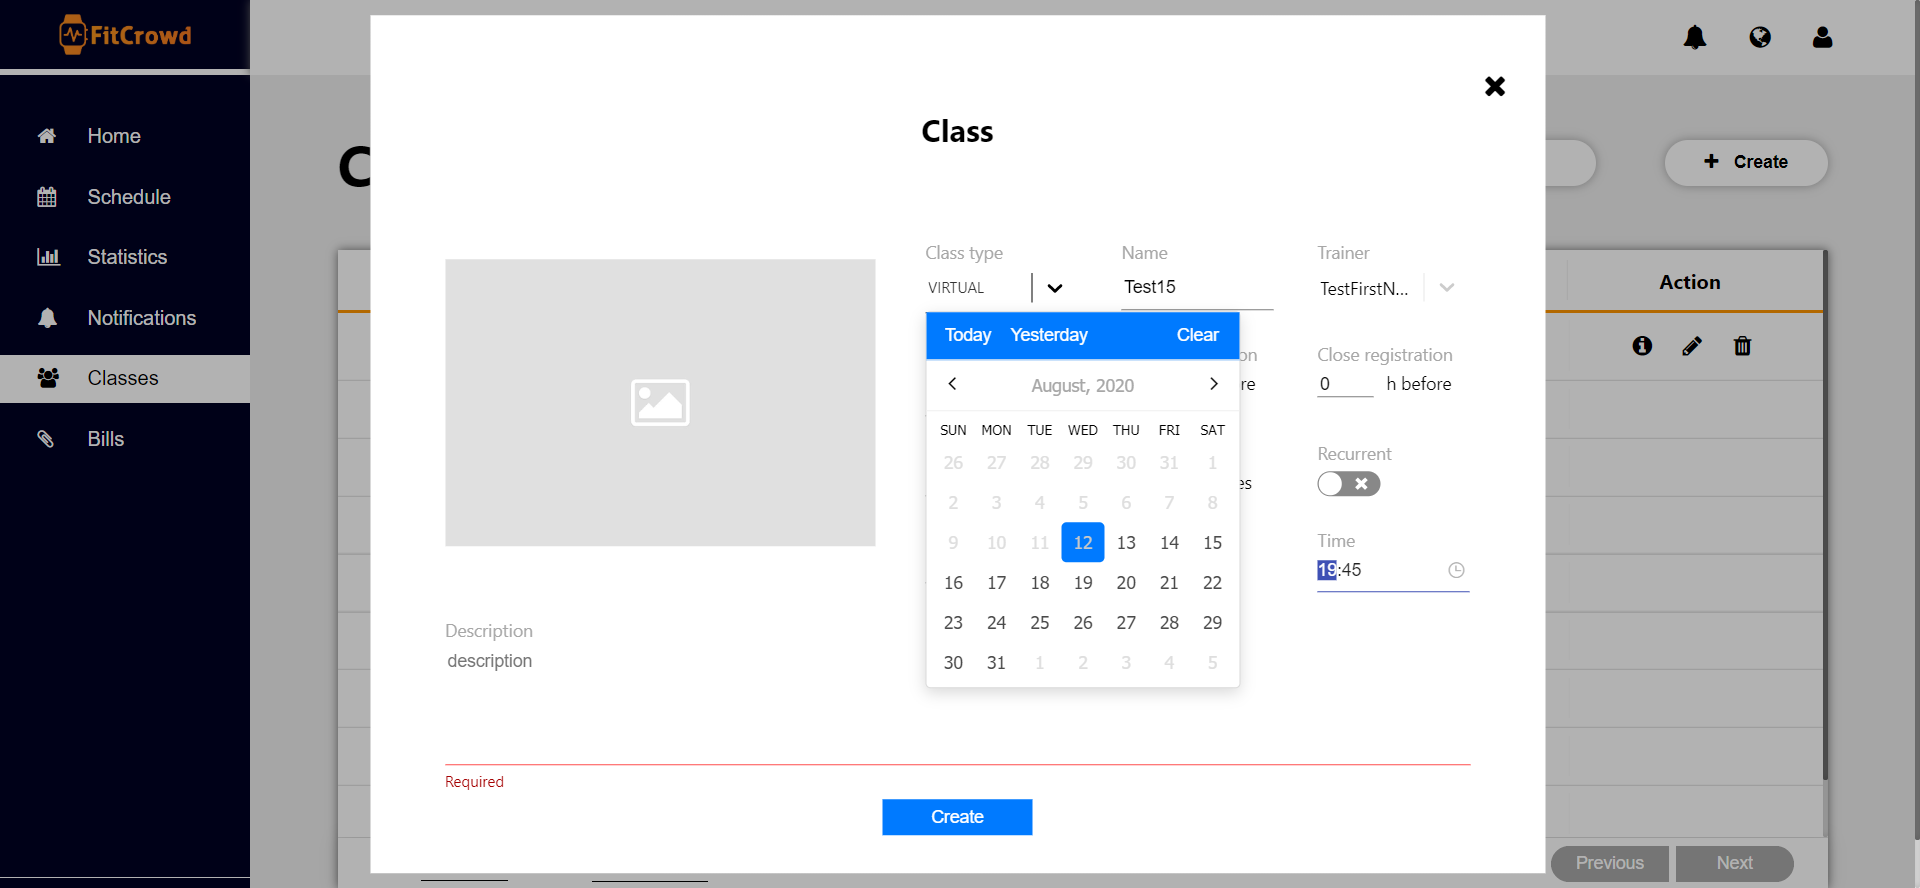 FitCrowd
Home
Schedule
Statistics
Notifications
Classes
Bills
C
+ Create
Action
Previous
Next
Class
Class type
VIRTUAL
Name
Test15
Trainer
TestFirstN...
Today Yesterday Clear
on
re
Close registration
0 h before
August, 2020
SUN MON TUE WED THU FRI SAT
26 27 28 29 30 31 1
2 3 4 5 6 7 8
9 10 11 12 13 14 15
16 17 18 19 20 21 22
23 24 25 26 27 28 29
30 31 1 2 3 4 5
es
Recurrent
Time
19:45
Description
description
Required
Create